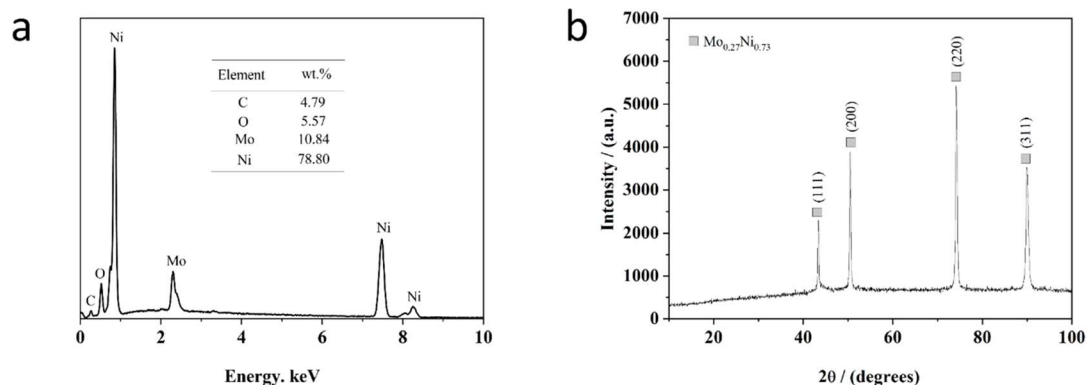 a
Ni
Element wt.%
C 4.79
O 5.57
Mo 10.84
Ni 78.80
Ni
Mo
O
C
Ni
0 2 4 6 8 10
Energy. keV
b
7000
6000
5000
4000
3000
2000
1000
0
Intensity / (a.u.)
Mo0.27Ni0.73
(111)
(200)
(220)
(311)
20 40 60 80 100
2θ / (degrees)